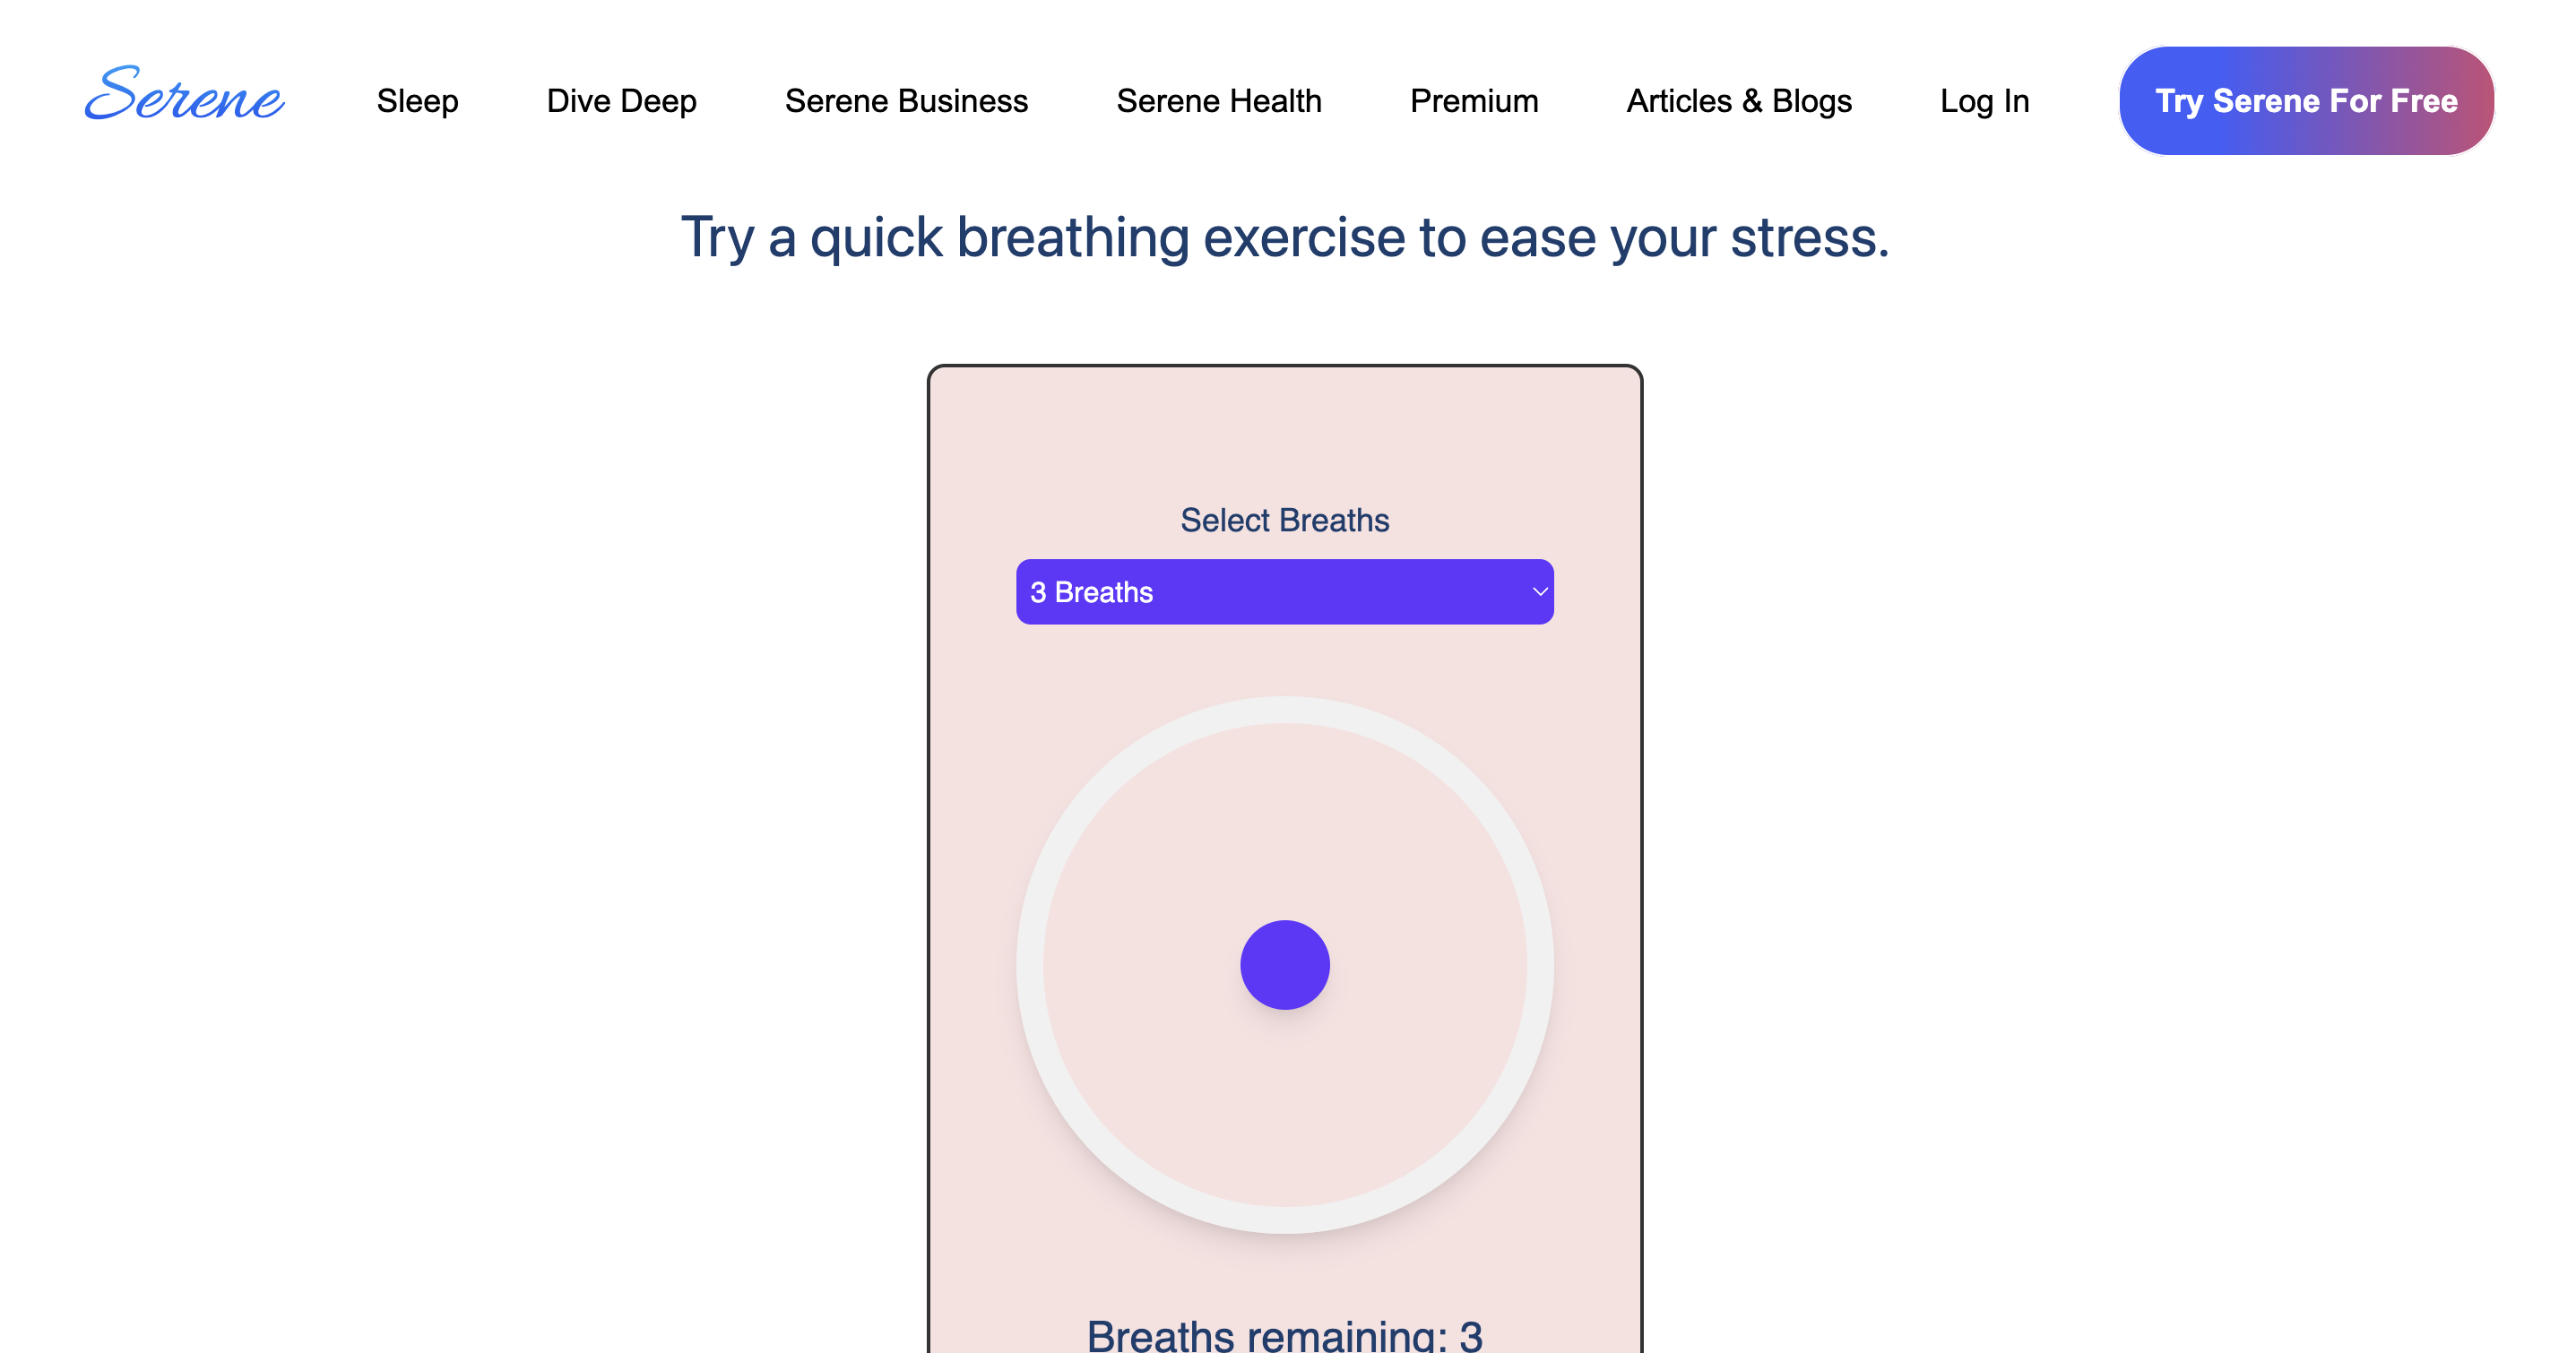 Serene Sleep Dive Deep Serene Business Serene Health Premium Articles & Blogs Log In Try Serene For Free
Try a quick breathing exercise to ease your stress.
Select Breaths
3 Breaths
Breaths remaining: 3